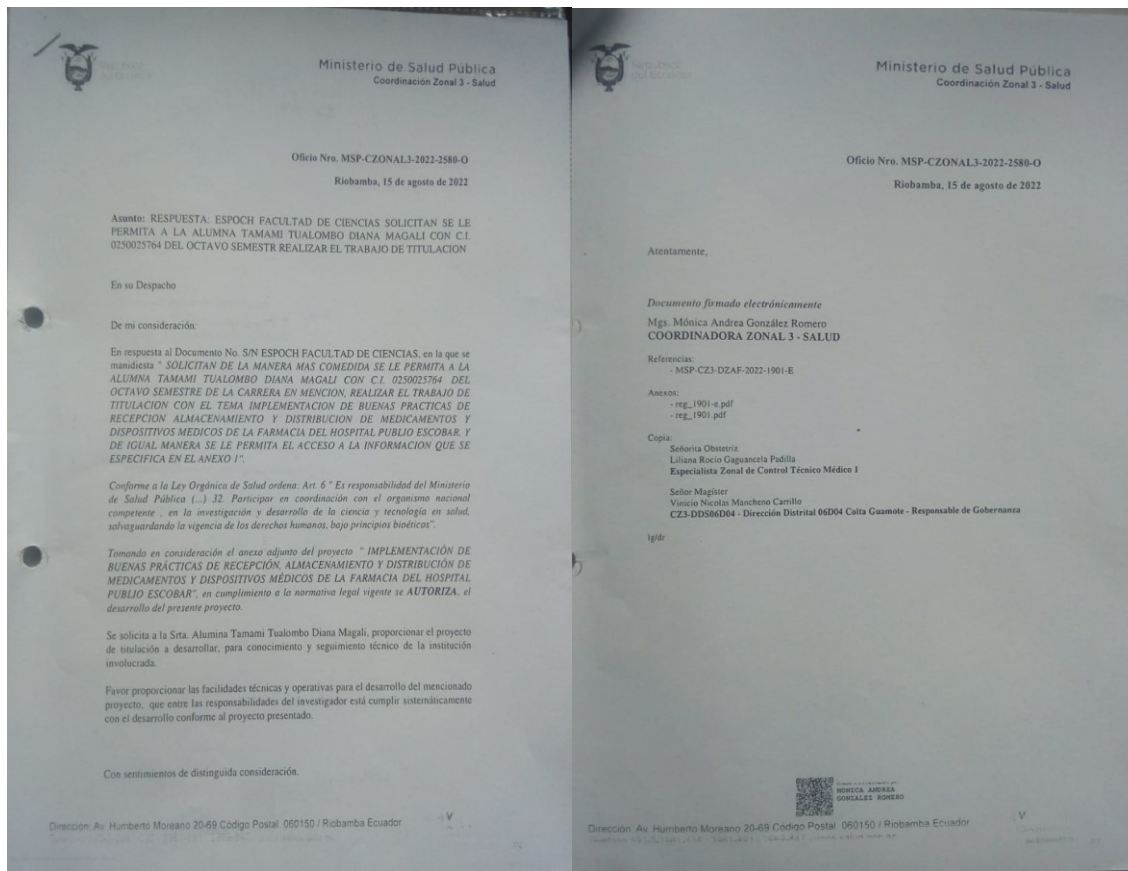 República
del Ecuador
Ministerio de Salud Pública
Coordinación Zonal 3 - Salud
Oficio Nro. MSP-CZONAL3-2022-2580-O
Riobamba, 15 de agosto de 2022
Asunto: RESPUESTA: ESPOCH FACULTAD DE CIENCIAS SOLICITAN SE LE
PERMITA A LA ALUMNA TAMAMI TUALOMBO DIANA MAGALI CON C.I.
0250025764 DEL OCTAVO SEMESTR REALIZAR EL TRABAJO DE TITULACION
En su Despacho
De mi consideración:
En respuesta al Documento No. S/N ESPOCH FACULTAD DE CIENCIAS, en la que se
manidiesta " SOLICITAN DE LA MANERA MAS COMEDIDA SE LE PERMITA A LA
ALUMNA TAMAMI TUALOMBO DIANA MAGALI CON C.I. 0250025764 DEL
OCTAVO SEMESTRE DE LA CARRERA EN MENCION, REALIZAR EL TRABAJO DE
TITULACION CON EL TEMA IMPLEMENTACION DE BUENAS PRACTICAS DE
RECEPCION ALMACENAMIENTO Y DISTRIBUCION DE MEDICAMENTOS Y
DISPOSITIVOS MEDICOS DE LA FARMACIA DEL HOSPITAL PUBLIO ESCOBAR, Y
DE IGUAL MANERA SE LE PERMITA EL ACCESO A LA INFORMACION QUE SE
ESPECIFICA EN EL ANEXO 1".
Conforme a la Ley Orgánica de Salud ordena: Art. 6 " Es responsabilidad del Ministerio
de Salud Pública (...) 32. Participar en coordinación con el organismo nacional
competente , en la investigación y desarrollo de la ciencia y tecnología en salud,
salvaguardando la vigencia de los derechos humanos, bajo principios bioéticos".
Tomando en consideración el anexo adjunto del proyecto " IMPLEMENTACIÓN DE
BUENAS PRÁCTICAS DE RECEPCIÓN, ALMACENAMIENTO Y DISTRIBUCIÓN DE
MEDICAMENTOS Y DISPOSITIVOS MÉDICOS DE LA FARMACIA DEL HOSPITAL
PUBLIO ESCOBAR", en cumplimiento a la normativa legal vigente se AUTORIZA, el
desarrollo del presente proyecto.
Se solicita a la Srta. Alumina Tamami Tualombo Diana Magali, proporcionar el proyecto
de titulación a desarrollar, para conocimiento y seguimiento técnico de la institución
involucrada.
Favor proporcionar las facilidades técnicas y operativas para el desarrollo del mencionado
proyecto, que entre las responsabilidades del investigador está cumplir sistemáticamente
con el desarrollo conforme al proyecto presentado.
Con sentimientos de distinguida consideración.
Dirección: Av. Humberto Moreano 20-69 Código Postal: 060150 / Riobamba Ecuador
República
del Ecuador
Ministerio de Salud Pública
Coordinación Zonal 3 - Salud
Oficio Nro. MSP-CZONAL3-2022-2580-O
Riobamba, 15 de agosto de 2022
Atentamente,
Documento firmado electrónicamente
Mgs. Mónica Andrea González Romero
COORDINADORA ZONAL 3 - SALUD
Referencias:
- MSP-CZ3-DZAF-2022-1901-E
Anexos:
- reg_1901-e.pdf
- reg_1901.pdf
Copia:
Señorita Obstetriz
Liliana Rocio Gaguancela Padilla
Especialista Zonal de Control Técnico Médico 1
Señor Magíster
Vinicio Nicolas Mancheno Carrillo
CZ3-DDS06D04 - Dirección Distrital 06D04 Colta Guamote - Responsable de Gobernanza
lg/dr
MONICA ANDREA
GONZALEZ ROMERO
Dirección: Av. Humberto Moreano 20-69 Código Postal: 060150 / Riobamba Ecuador